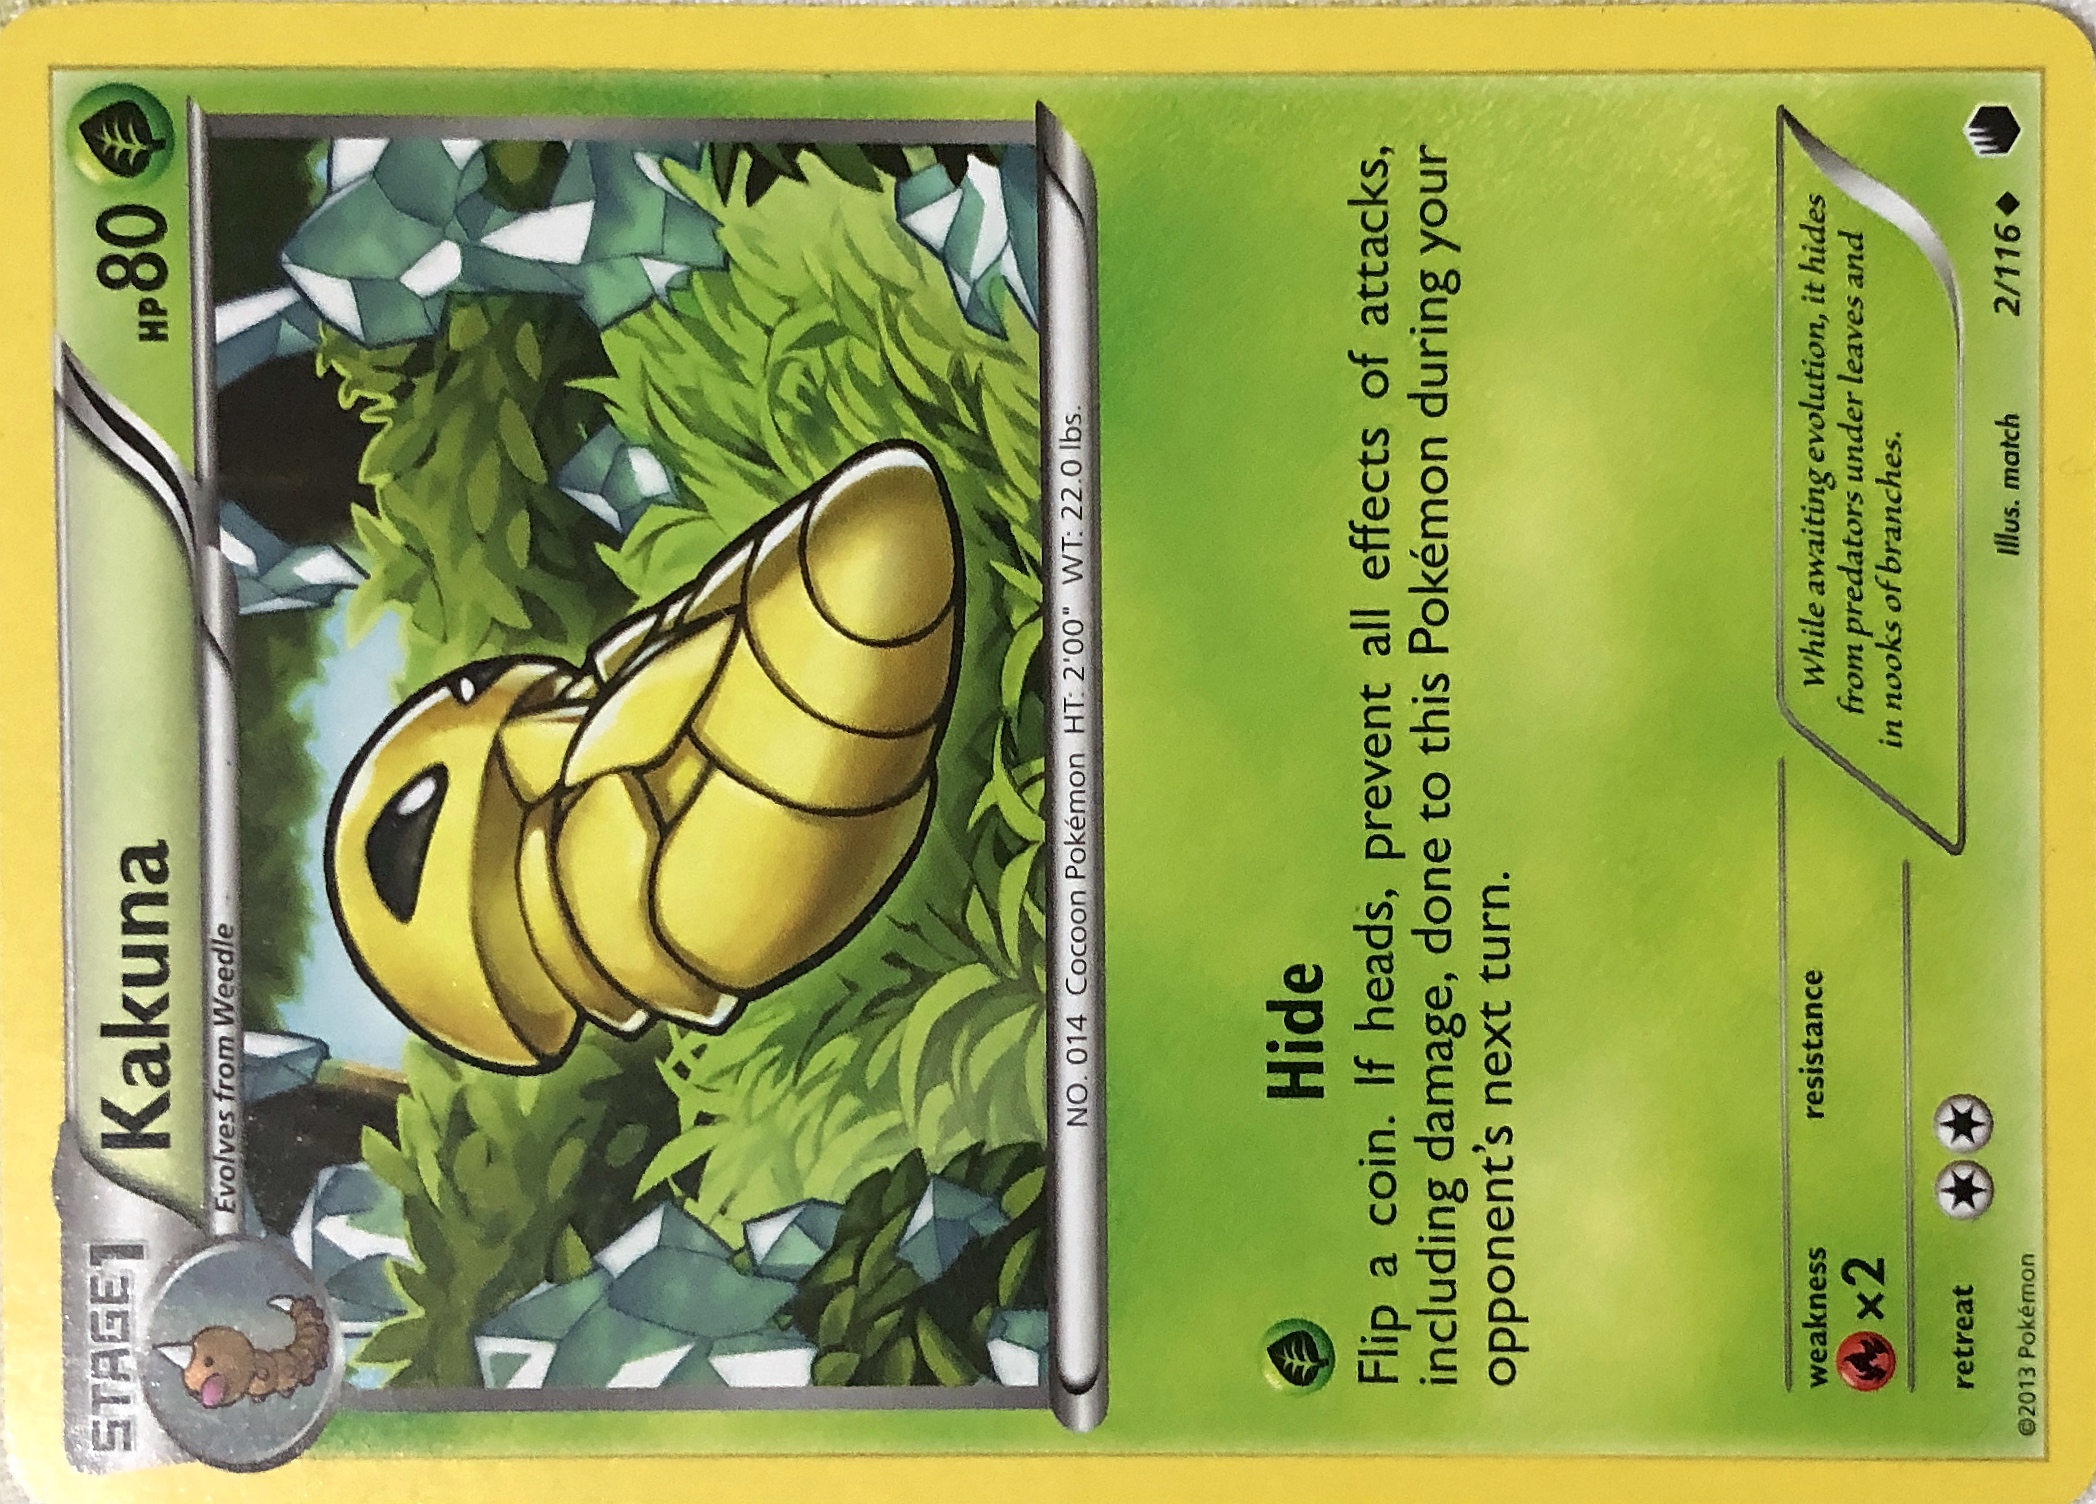 STAGE1
Kakuna
HP80
Evolves from Weedle
NO. 014 Cocoon Pokémon HT: 2'00" WT: 22.0 lbs.
Hide
Flip a coin. If heads, prevent all effects of attacks,
including damage, done to this Pokémon during your
opponent's next turn.
weakness
resistance
×2
While awaiting evolution, it hides
from predators under leaves and
in nooks of branches.
retreat
©2013 Pokémon
Illus. match
2/116